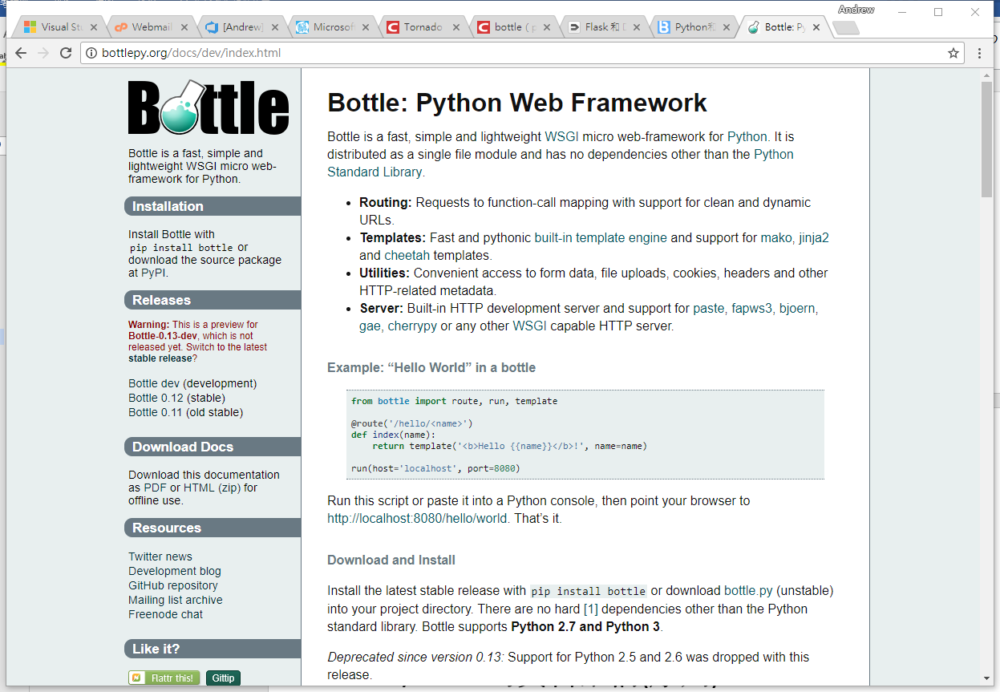 Andrew
Visual St
Webmail
[Andrew]
Microsof
Tornado
bottle ( p
Flask 和 D
Python和
Bottle: Py
bottlepy.org/docs/dev/index.html
Bottle
Bottle is a fast, simple and
lightweight WSGI micro web-
framework for Python.
Installation
Install Bottle with
pip install bottle or
download the source package
at PyPI.
Releases
Warning: This is a preview for
Bottle-0.13-dev, which is not
released yet. Switch to the latest
stable release?
Bottle dev (development)
Bottle 0.12 (stable)
Bottle 0.11 (old stable)
Download Docs
Download this documentation
as PDF or HTML (zip) for
offline use.
Resources
Twitter news
Development blog
GitHub repository
Mailing list archive
Freenode chat
Like it?
Flattr this!
Gittip
Bottle: Python Web Framework
Bottle is a fast, simple and lightweight WSGI micro web-framework for Python. It is
distributed as a single file module and has no dependencies other than the Python
Standard Library.
• Routing: Requests to function-call mapping with support for clean and dynamic
URLs.
• Templates: Fast and pythonic built-in template engine and support for mako, jinja2
and cheetah templates.
• Utilities: Convenient access to form data, file uploads, cookies, headers and other
HTTP-related metadata.
• Server: Built-in HTTP development server and support for paste, fapws3, bjoern,
gae, cherrypy or any other WSGI capable HTTP server.
Example: “Hello World” in a bottle
from bottle import route, run, template
@route('/hello/<name>')
def index(name):
    return template('<b>Hello {{name}}</b>!', name=name)
run(host='localhost', port=8080)
Run this script or paste it into a Python console, then point your browser to
http://localhost:8080/hello/world. That’s it.
Download and Install
Install the latest stable release with pip install bottle or download bottle.py (unstable)
into your project directory. There are no hard [1] dependencies other than the Python
standard library. Bottle supports Python 2.7 and Python 3.
Deprecated since version 0.13: Support for Python 2.5 and 2.6 was dropped with this
release.